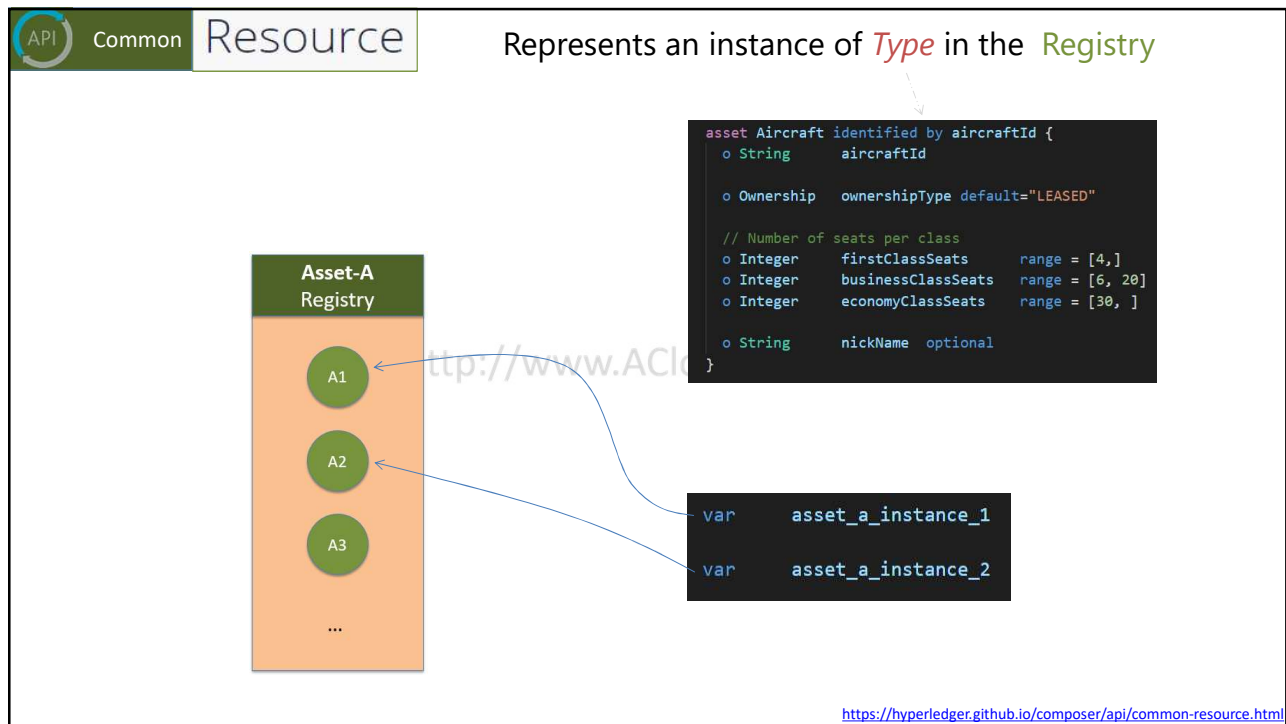 API Common Resource
Represents an instance of Type in the Registry
asset Aircraft identified by aircraftId {
o String aircraftId
o Ownership ownershipType default="LEASED"
// Number of seats per class
o Integer firstClassSeats range = [4,]
o Integer businessClassSeats range = [6, 20]
o Integer economyClassSeats range = [30, ]
o String nickName optional
}
Asset-A
Registry
ttp://www.AClo
A1
A2
A3
...
var asset_a_instance_1
var asset_a_instance_2
https://hyperledger.github.io/composer/api/common-resource.html